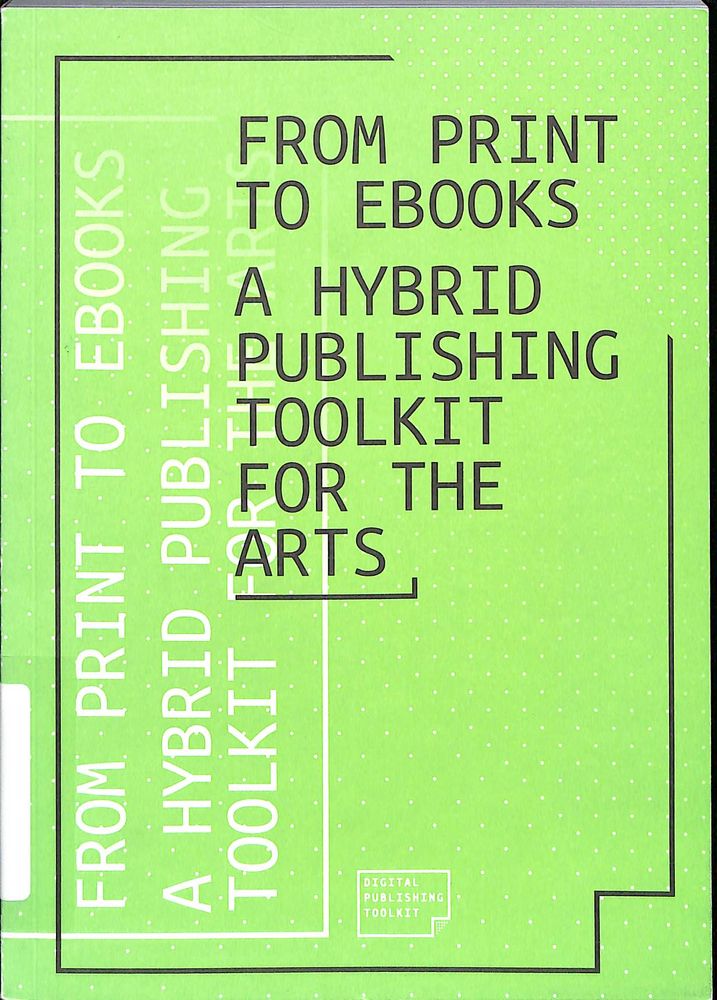 FROM PRINT
TO EBOOKS
A HYBRID
PUBLISHING
TOOLKIT
FOR THE
ARTS
FROM PRINT TO EBOOKS
A HYBRID PUBLISHING
TOOLKIT FOR THE ARTS
DIGITAL
PUBLISHING
TOOLKIT